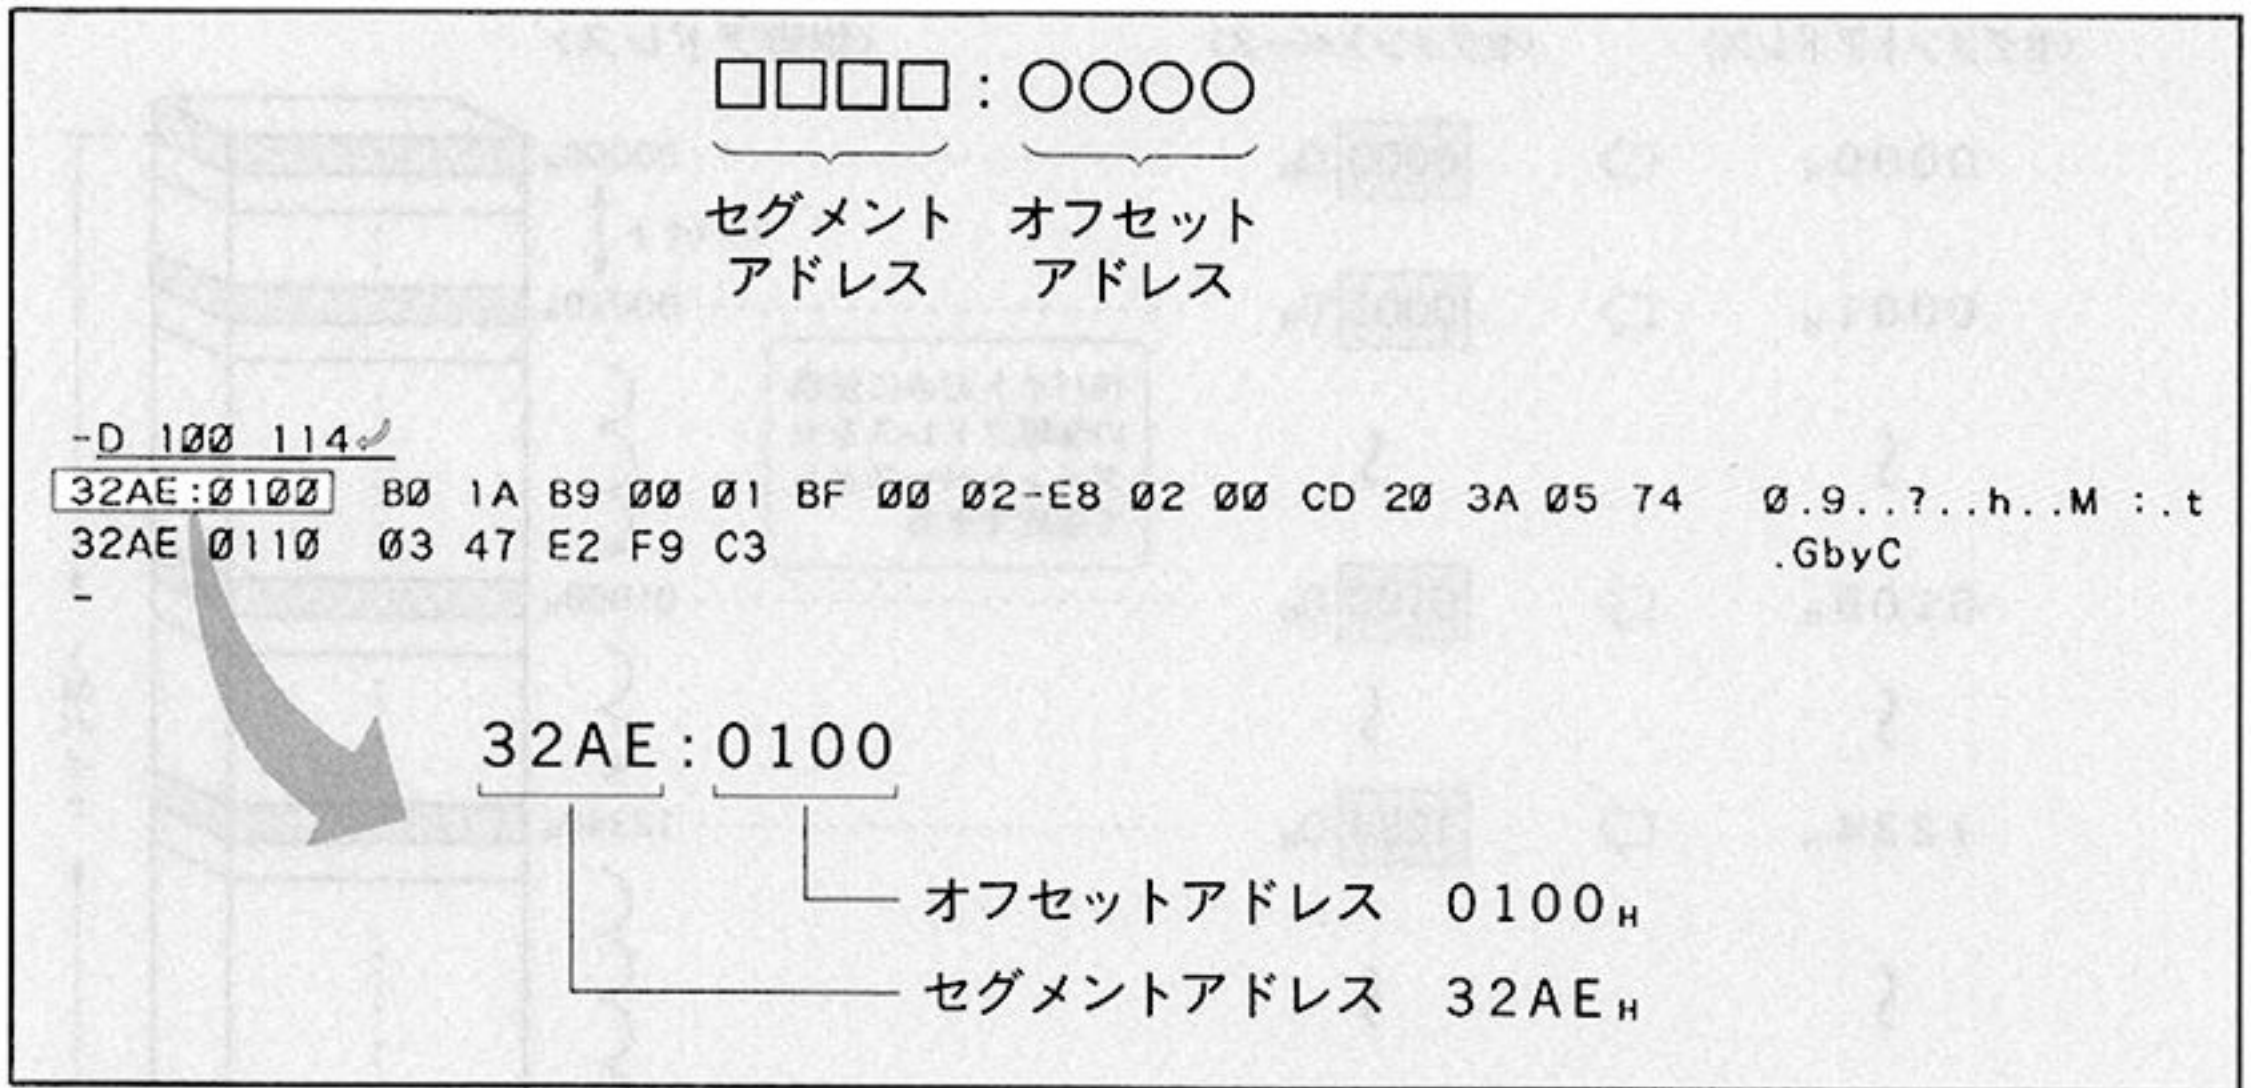 □□□□ : ○○○○
セグメント オフセット
アドレス アドレス
-D 100 114
32AE:0100 B0 1A B9 00 01 BF 00 02-E8 02 00 CD 20 3A 05 74 0.9..?..h..M :.t
32AE 0110 03 47 E2 F9 C3 .GbyC
-
32AE:0100
オフセットアドレス 0100H
セグメントアドレス 32AEH